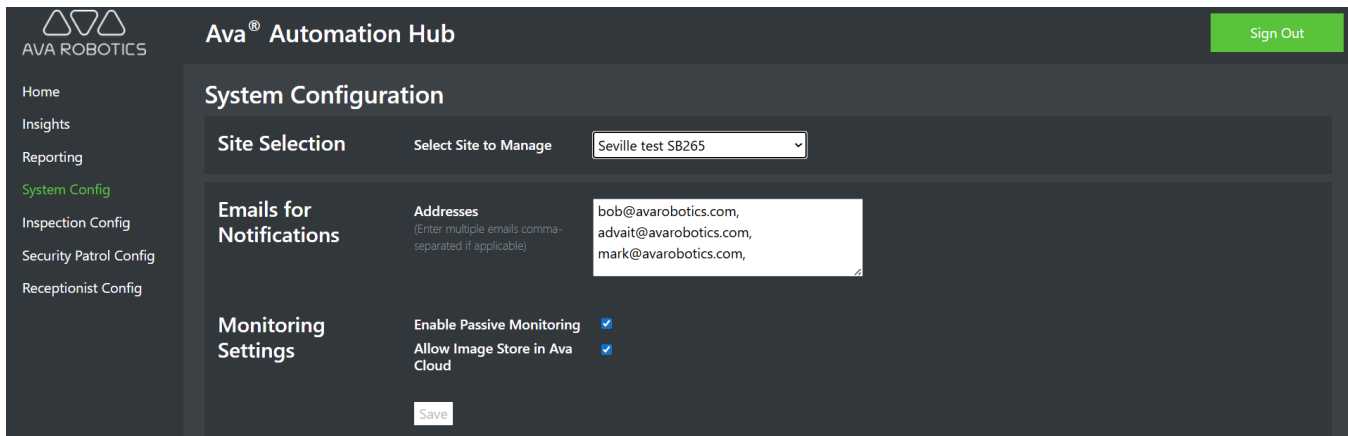 AVA ROBOTICS
Ava® Automation Hub
Sign Out
Home
Insights
Reporting
System Config
Inspection Config
Security Patrol Config
Receptionist Config
System Configuration
Site Selection
Select Site to Manage
Seville test SB265
Emails for
Notifications
Addresses
(Enter multiple emails comma-
separated if applicable)
bob@avarobotics.com,
advait@avarobotics.com,
mark@avarobotics.com,
Monitoring
Settings
Enable Passive Monitoring
Allow Image Store in Ava
Cloud
Save